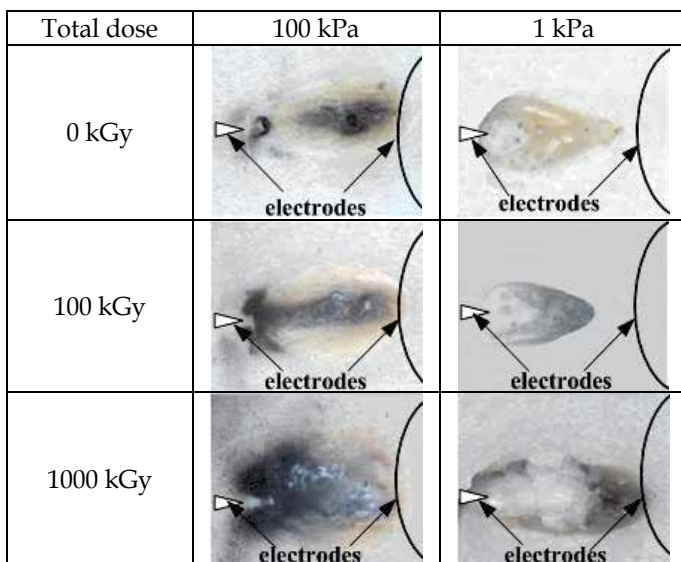 Total dose 100 kPa 1 kPa
0 kGy
electrodes electrodes
100 kGy
electrodes electrodes
1000 kGy
electrodes electrodes